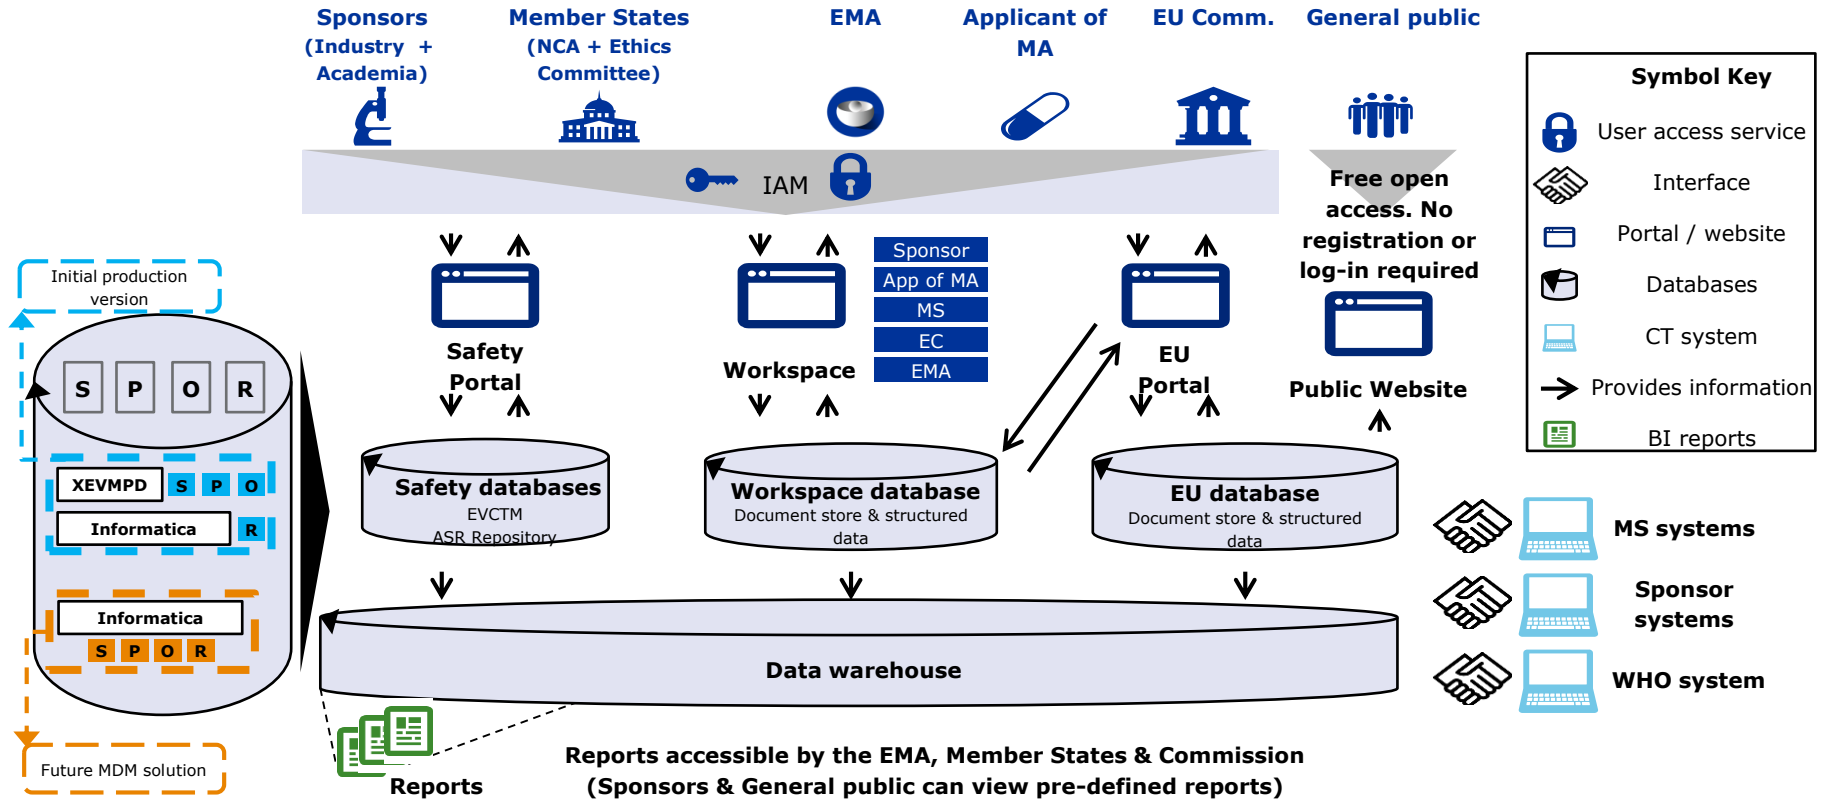 Sponsors
(Industry +
Academia)
Member States
(NCA + Ethics
Committee)
EMA
Applicant of
MA
EU Comm.
General public
IAM
Free open
access. No
registration or
log-in required
Symbol Key
User access service
Interface
Portal / website
Databases
CT system
Provides information
BI reports
Initial production
version
S P O R
XEVMPD S P O
Informatica R
Informatica
S P O R
Future MDM solution
Safety
Portal
Workspace
Sponsor
App of MA
MS
EC
EMA
EU
Portal
Public Website
Safety databases
EVCTM
ASR Repository
Workspace database
Document store & structured
data
EU database
Document store & structured
data
MS systems
Sponsor
systems
WHO system
Data warehouse
Reports
Reports accessible by the EMA, Member States & Commission
(Sponsors & General public can view pre-defined reports)